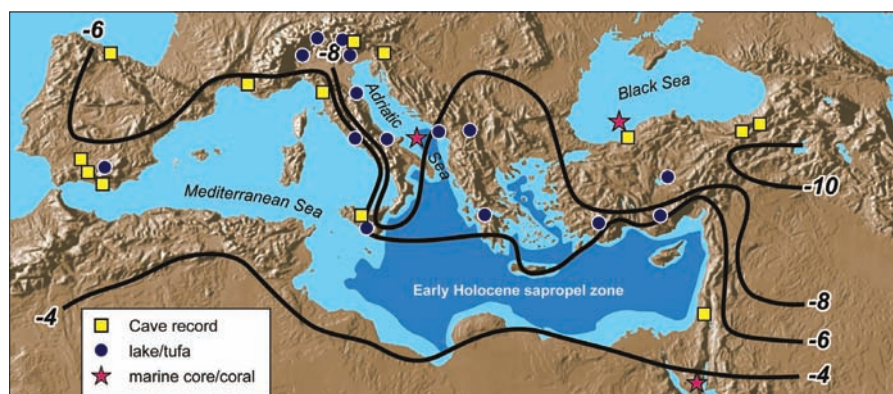 -6
-8
Adriatic
Sea
Black Sea
Mediterranean Sea
-10
Early Holocene sapropel zone
-4
-8
-6
-4
Cave record
lake/tufa
marine core/coral